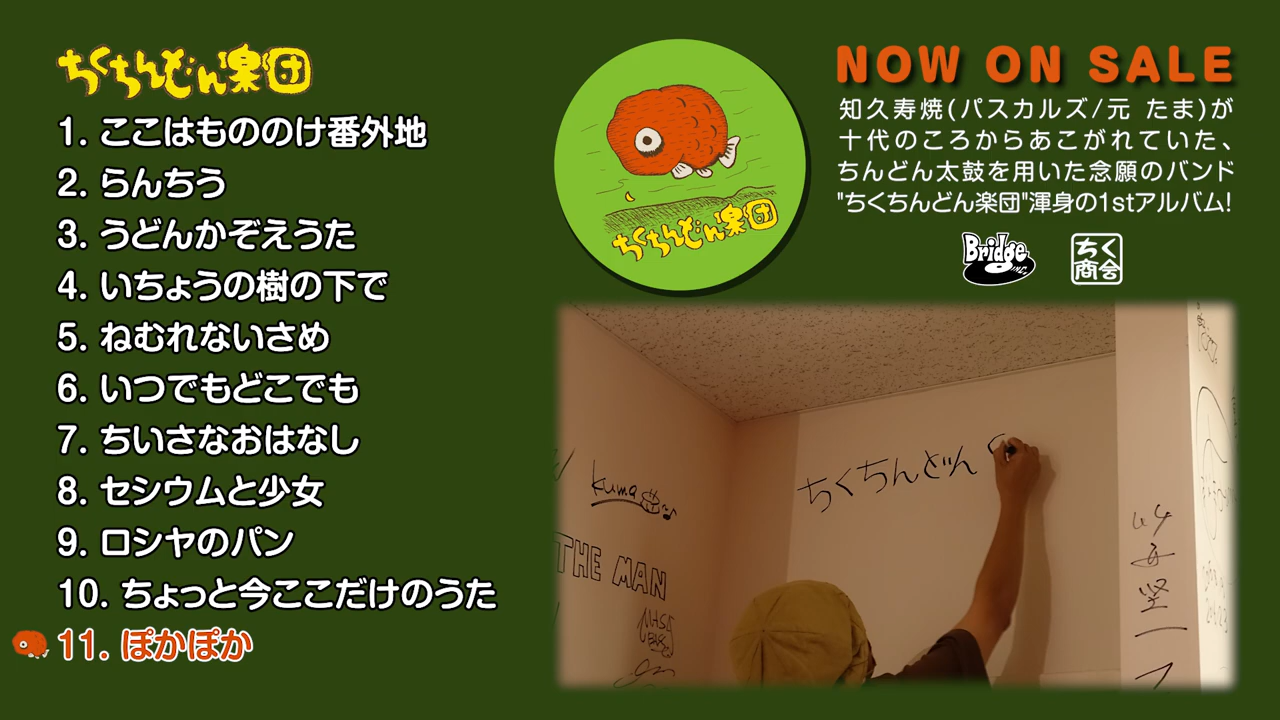 ちくちんどん楽団
1. ここはもののけ番外地
2. らんちう
3. うどんかぞえうた
4. いちょうの樹の下で
5. ねむれないさめ
6. いつでもどこでも
7. ちいさなおはなし
8. セシウムと少女
9. ロシヤのパン
10. ちょっと今ここだけのうた
11. ぽかぽか
ちくちんどん楽団
NOW ON SALE
知久寿焼(パスカルズ/元 たま)が
十代のころからあこがれていた、
ちんどん太鼓を用いた念願のバンド
"ちくちんどん楽団"渾身の1stアルバム!
Bridge INC.
ちく
商会
ちくちんどん
kuma
THE MAN